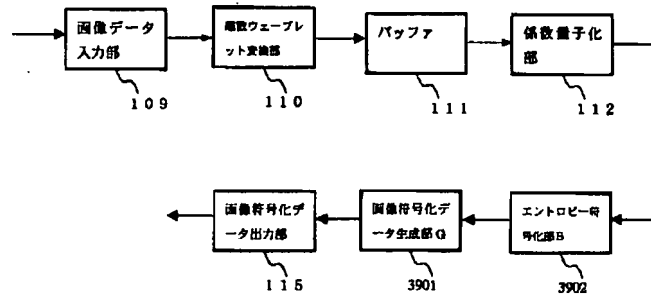 画像データ
入力部
離散ウェーブレ
ット変換部
バッファ
係数量子化
部
109
110
111
112
画像符号化デ
ータ出力部
画像符号化デ
ータ生成部G
エントロピー符
号化部B
115
3901
3902